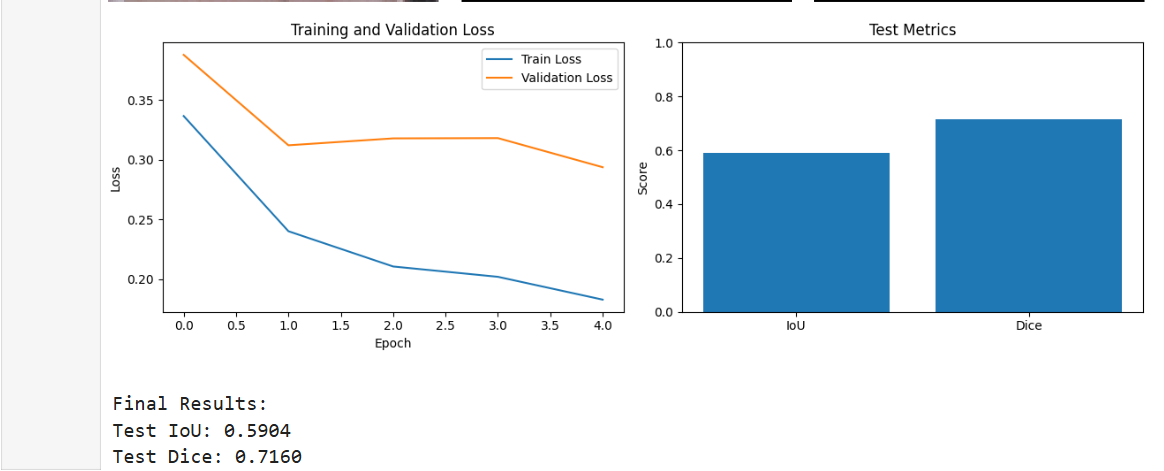 Training and Validation Loss
Train Loss
Validation Loss
0.35
0.30
0.25
0.20
Loss
0.0 0.5 1.0 1.5 2.0 2.5 3.0 3.5 4.0
Epoch
Test Metrics
1.0
0.8
0.6
0.4
0.2
0.0
Score
IoU Dice
Final Results:
Test IoU: 0.5904
Test Dice: 0.7160